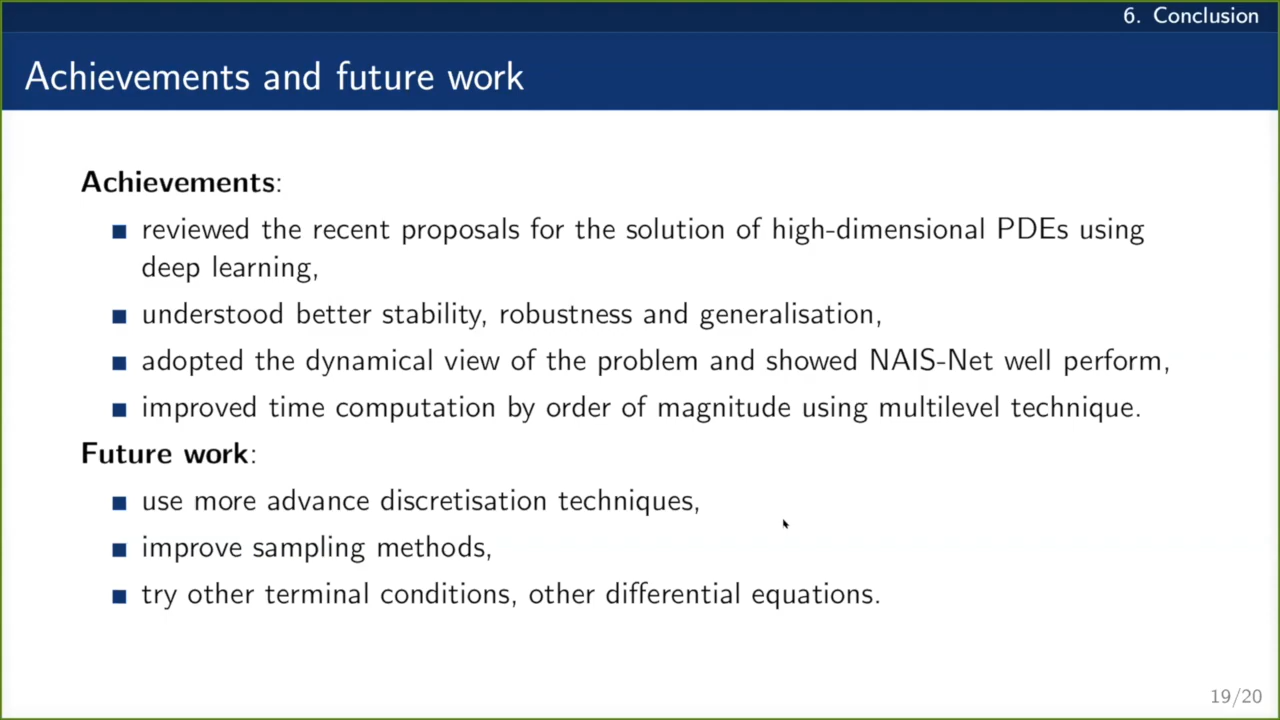 6. Conclusion
Achievements and future work
Achievements:
reviewed the recent proposals for the solution of high-dimensional PDEs using
deep learning,
understood better stability, robustness and generalisation,
adopted the dynamical view of the problem and showed NAIS-Net well perform,
improved time computation by order of magnitude using multilevel technique.
Future work:
use more advance discretisation techniques,
improve sampling methods,
try other terminal conditions, other differential equations.
19/20